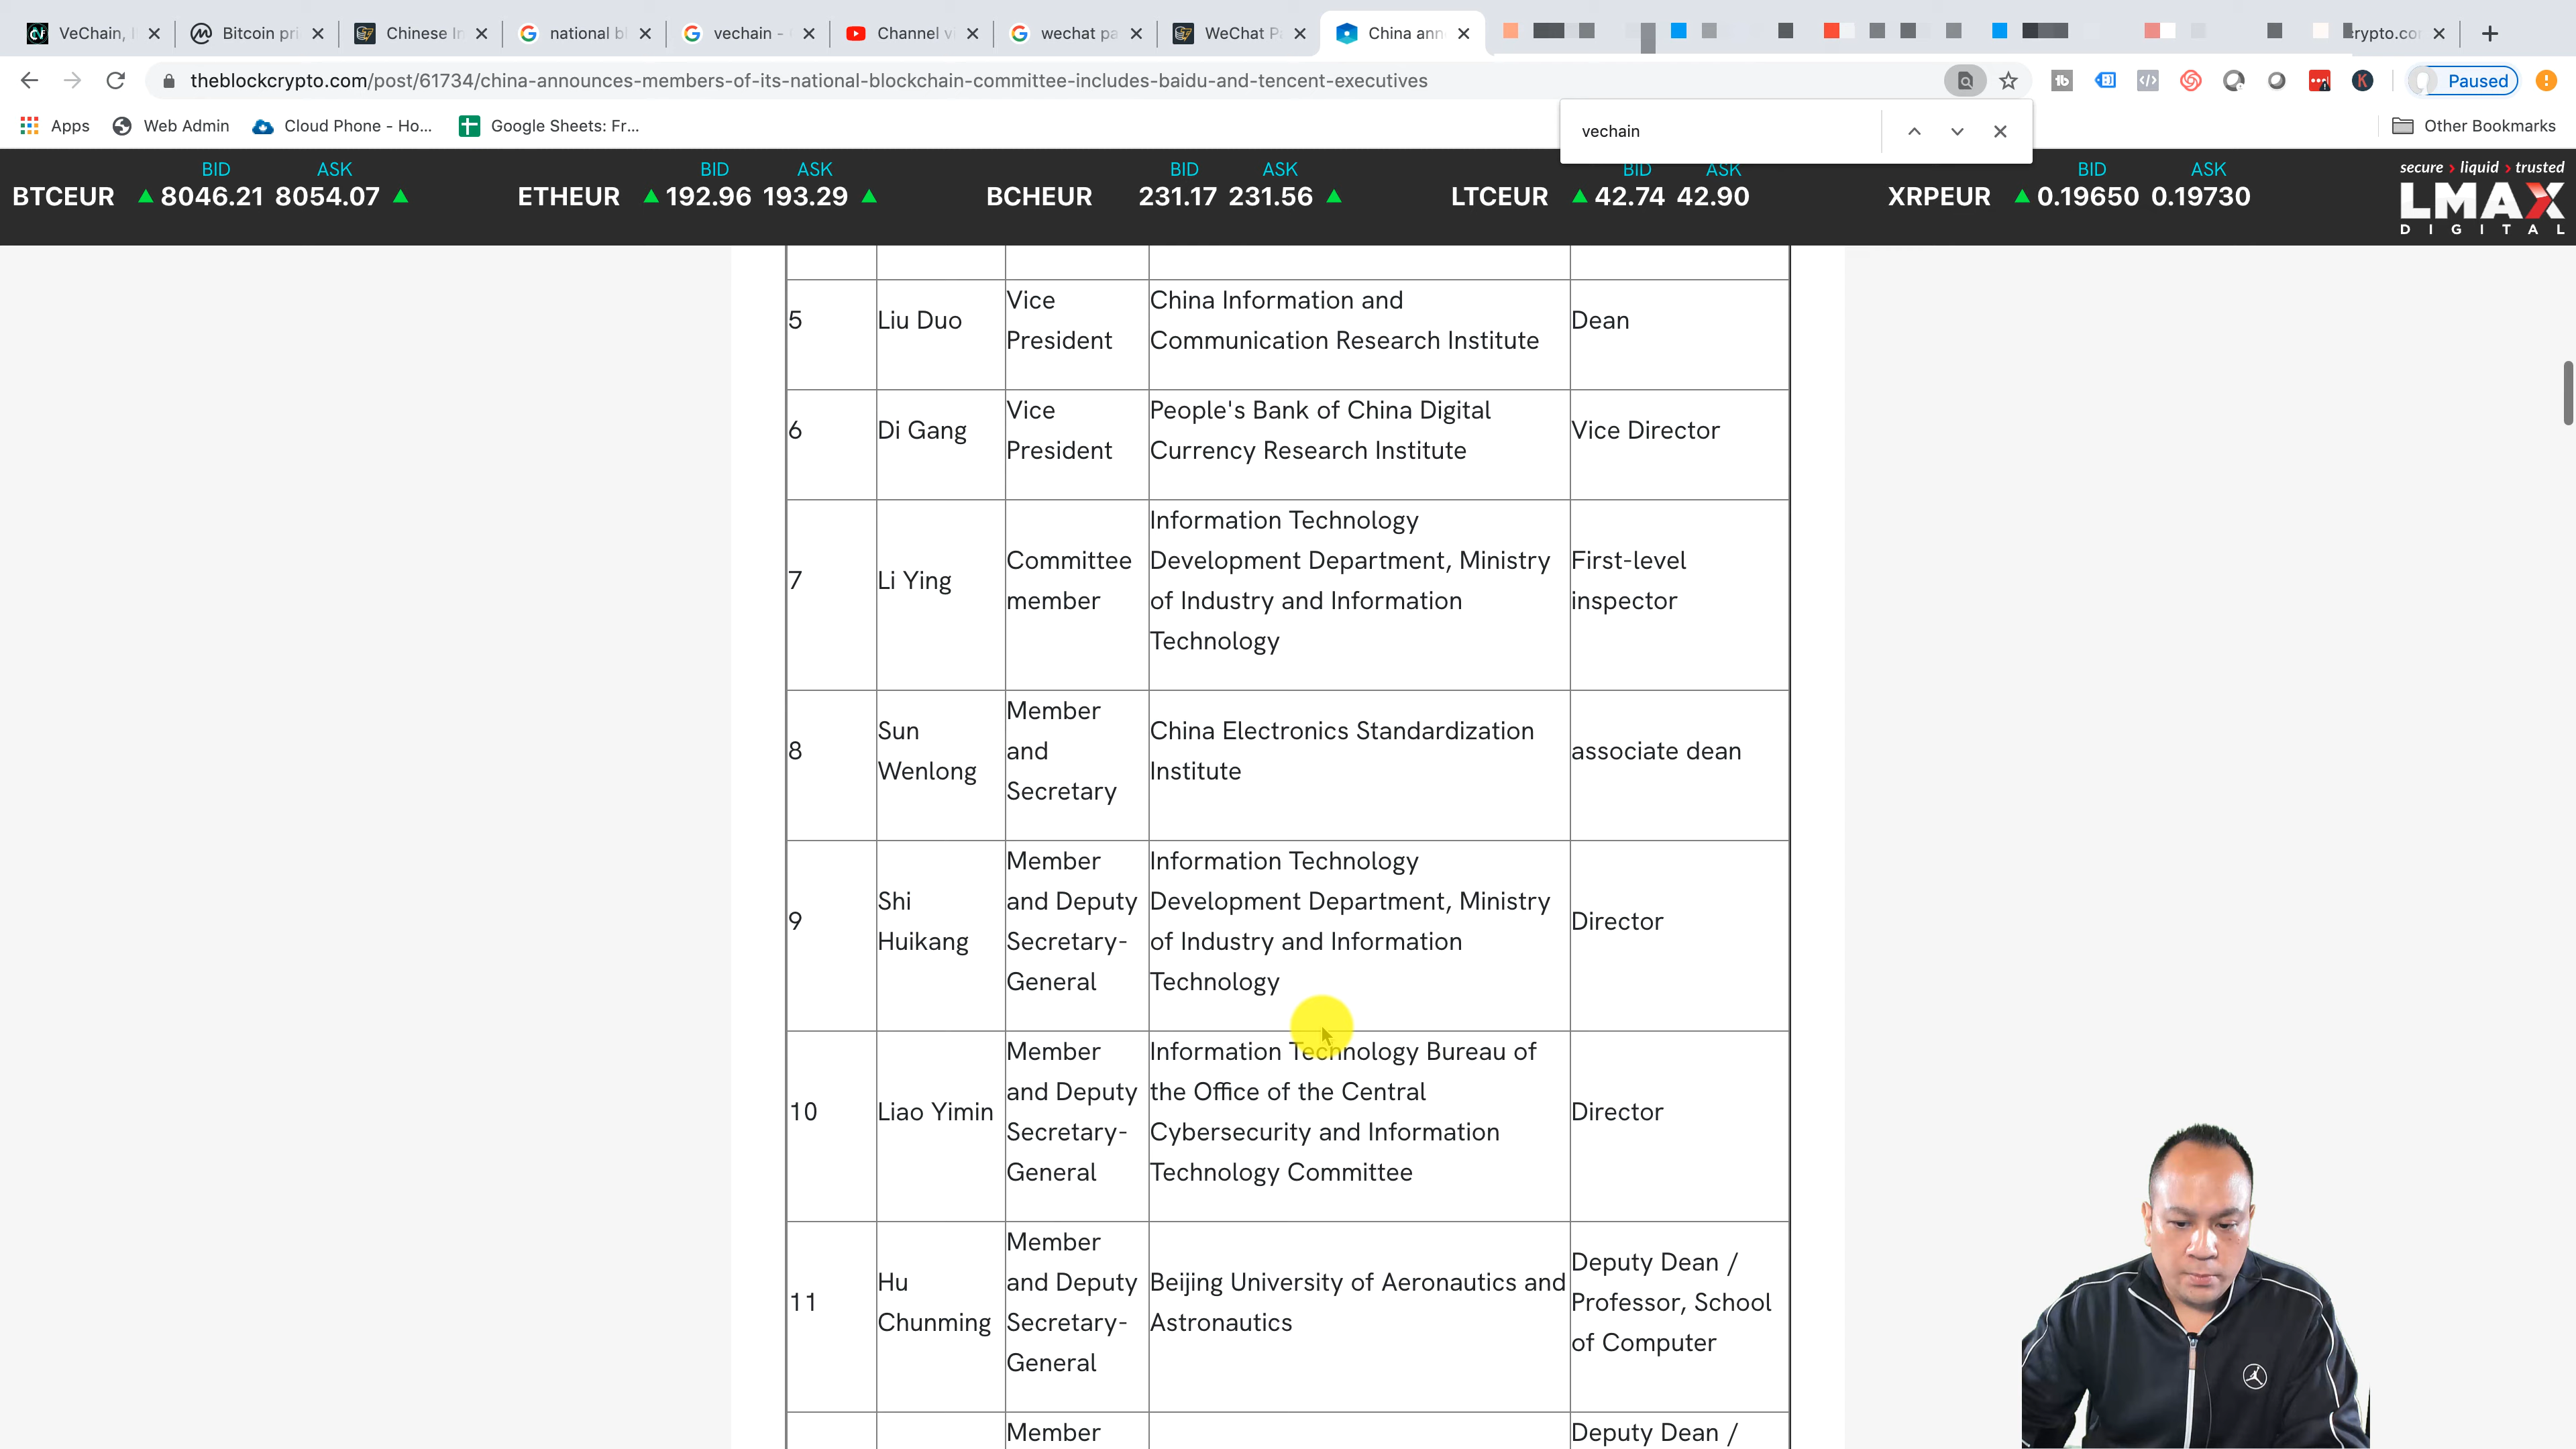 VeChain, Bitcoin pri Chinese In national bl vechain - Channel v wechat pa WeChat Pa China ann crypto.co
theblockcrypto.com/post/61734/china-announces-members-of-its-national-blockchain-committee-includes-baidu-and-tencent-executives Paused
Apps Web Admin Cloud Phone - Ho... Google Sheets: Fr... Other Bookmarks
vechain
BID ASK BID ASK BID ASK BID ASK BID ASK
BTCEUR 8046.21 8054.07 ETHEUR 192.96 193.29 BCHEUR 231.17 231.56 LTCEUR 42.74 42.90 XRPEUR 0.19650 0.19730
secure › liquid › trusted
LMAX
DIGITAL
5 Liu Duo Vice President China Information and Communication Research Institute Dean
6 Di Gang Vice President People's Bank of China Digital Currency Research Institute Vice Director
7 Li Ying Committee member Information Technology Development Department, Ministry of Industry and Information Technology First-level inspector
8 Sun Wenlong Member and Secretary China Electronics Standardization Institute associate dean
9 Shi Huikang Member and Deputy Secretary-General Information Technology Development Department, Ministry of Industry and Information Technology Director
10 Liao Yimin Member and Deputy Secretary-General Information Technology Bureau of the Office of the Central Cybersecurity and Information Technology Committee Director
11 Hu Chunming Member and Deputy Secretary-General Beijing University of Aeronautics and Astronautics Deputy Dean / Professor, School of Computer
Member Deputy Dean /